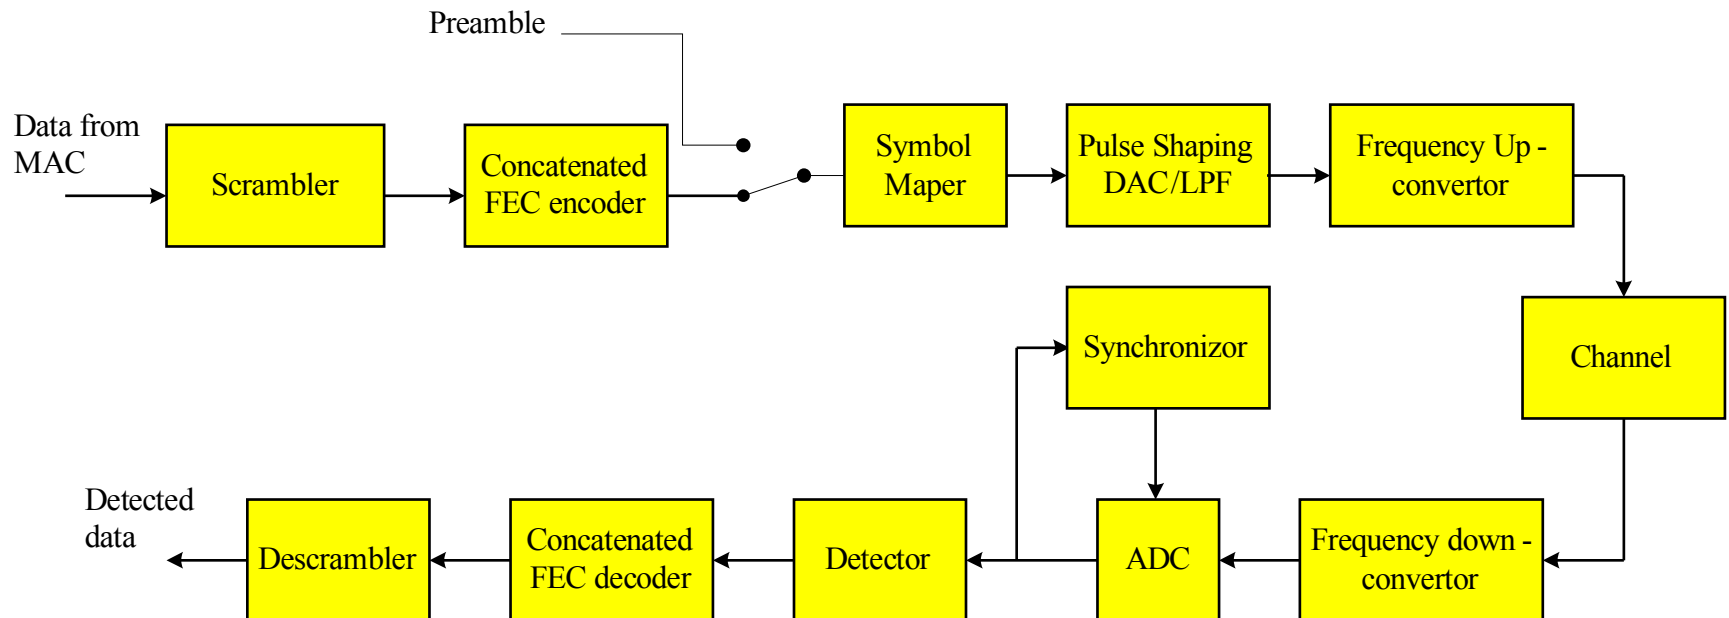 Preamble
Data from
MAC
Scrambler
Concatenated
FEC encoder
Symbol
Maper
Pulse Shaping
DAC/LPF
Frequency Up -
convertor
Synchronizor
Channel
Detected
data
Descrambler
Concatenated
FEC decoder
Detector
ADC
Frequency down -
convertor